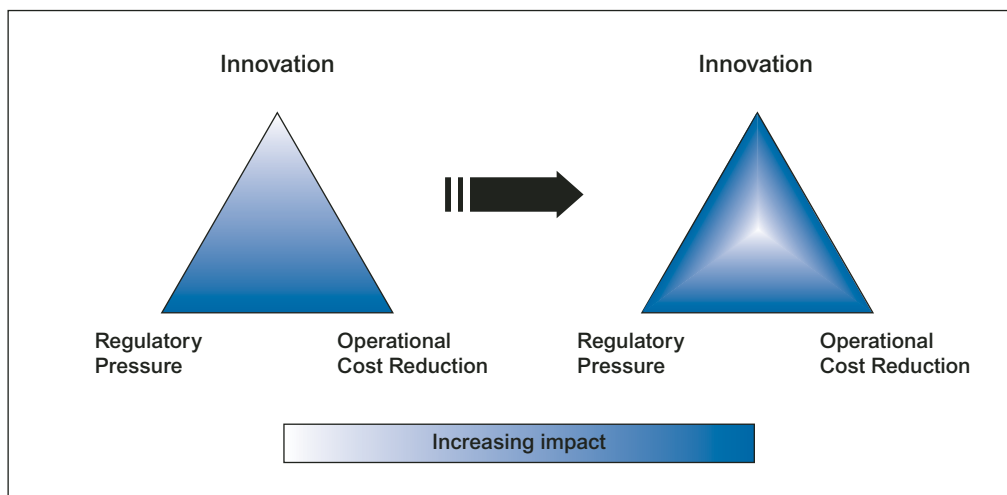 Innovation
Innovation
Regulatory
Pressure
Operational
Cost Reduction
Regulatory
Pressure
Operational
Cost Reduction
Increasing impact